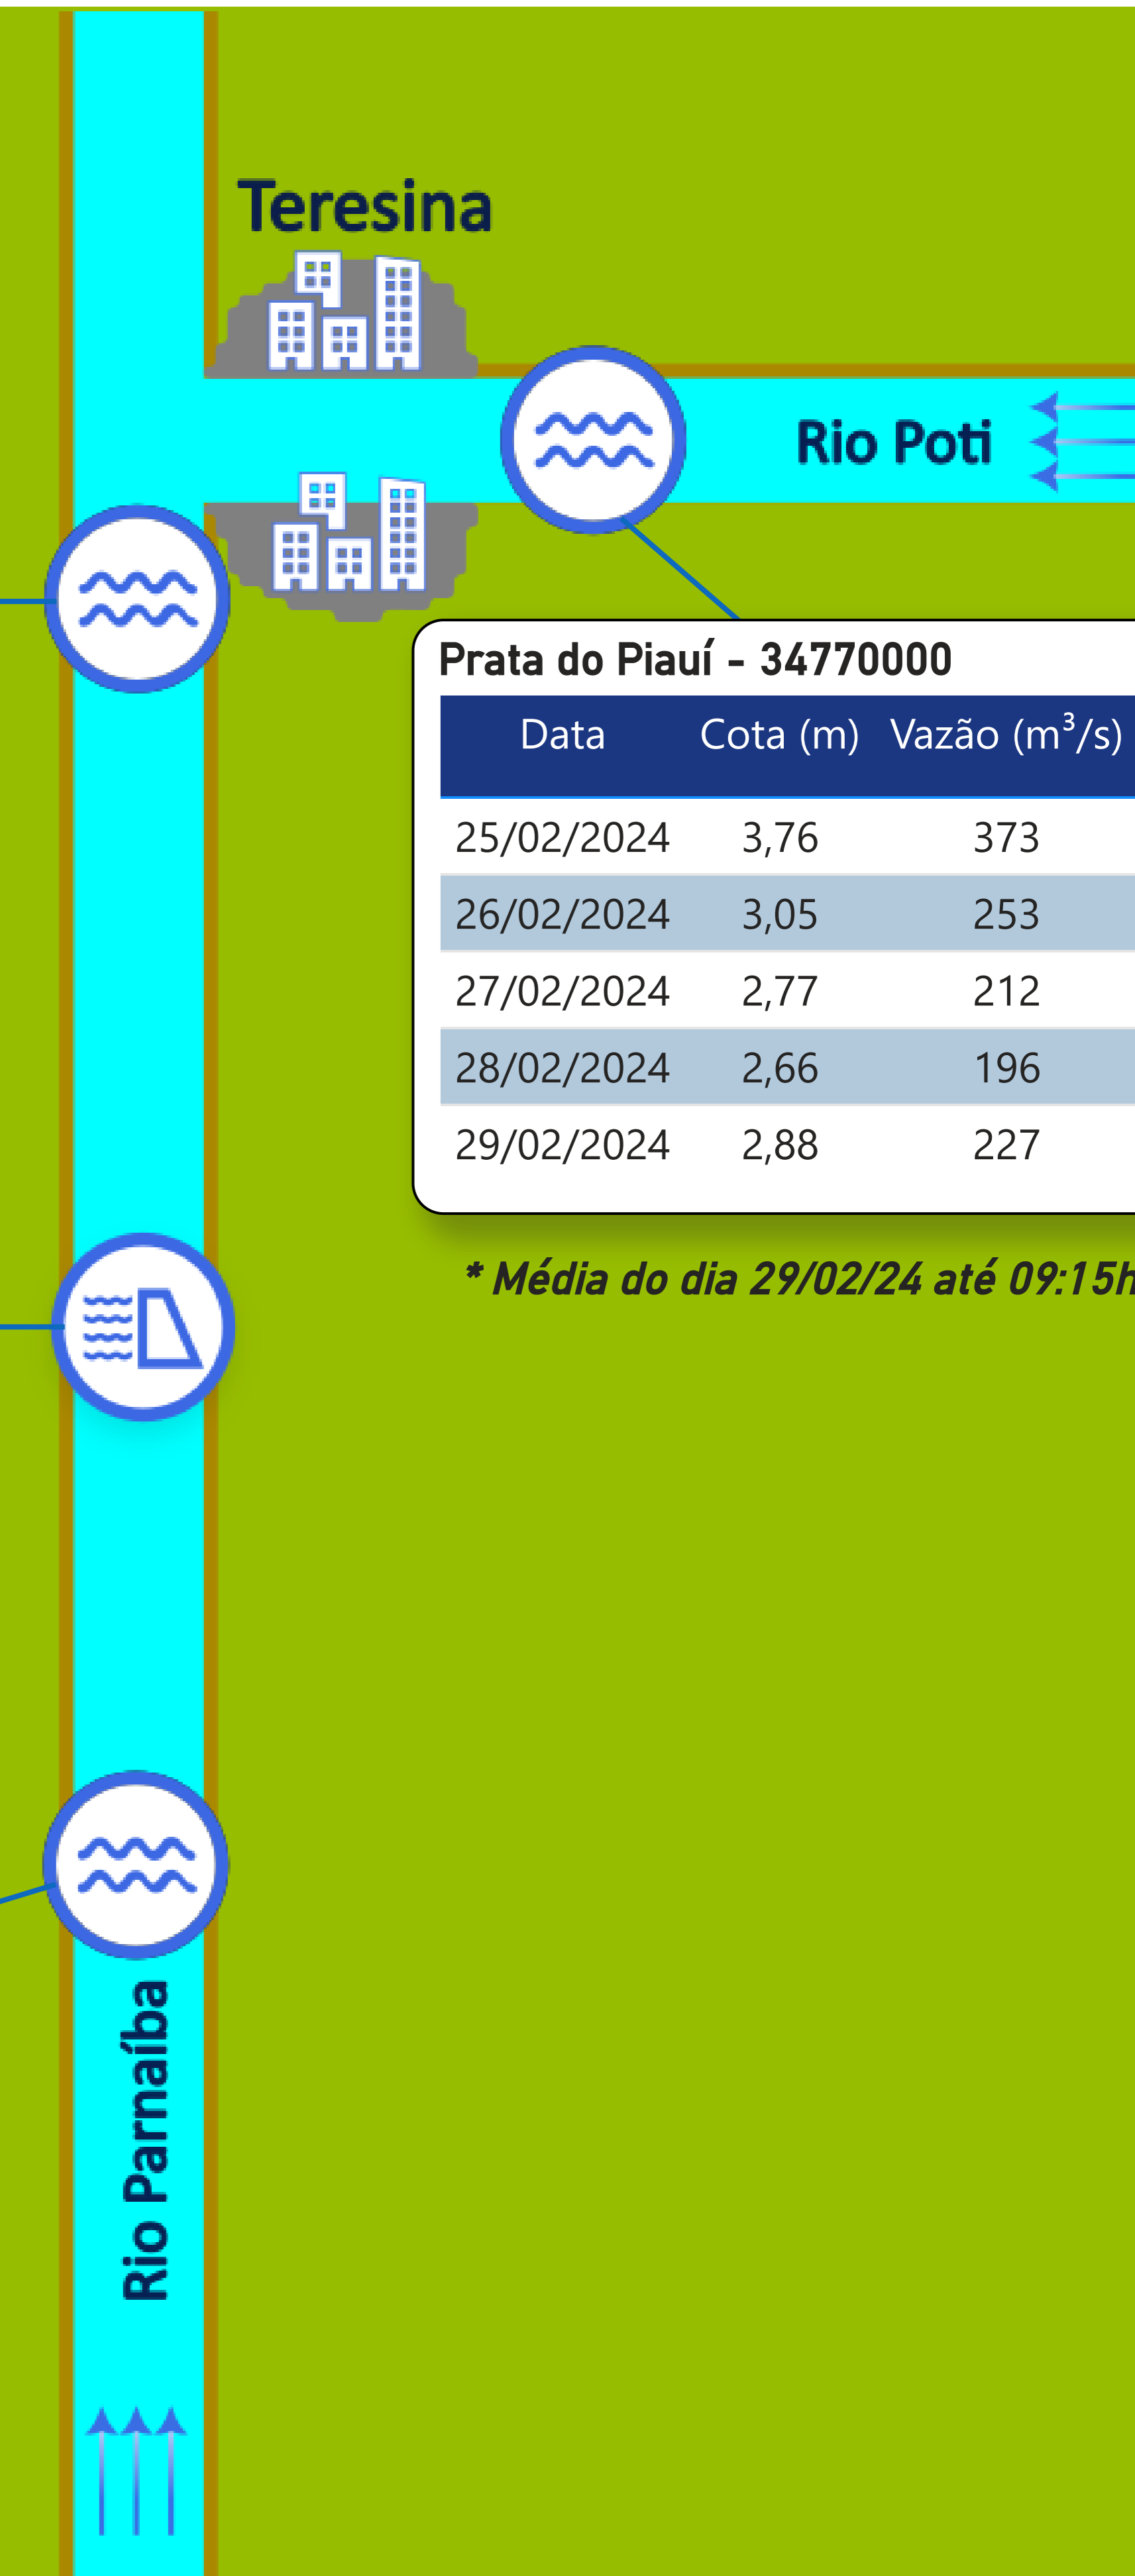 Teresina
Rio Poti
Prata do Piauí - 34770000
Data Cota (m) Vazão (m³/s)
25/02/2024 3,76 373
26/02/2024 3,05 253
27/02/2024 2,77 212
28/02/2024 2,66 196
29/02/2024 2,88 227
* Média do dia 29/02/24 até 09:15h
Rio Parnaíba